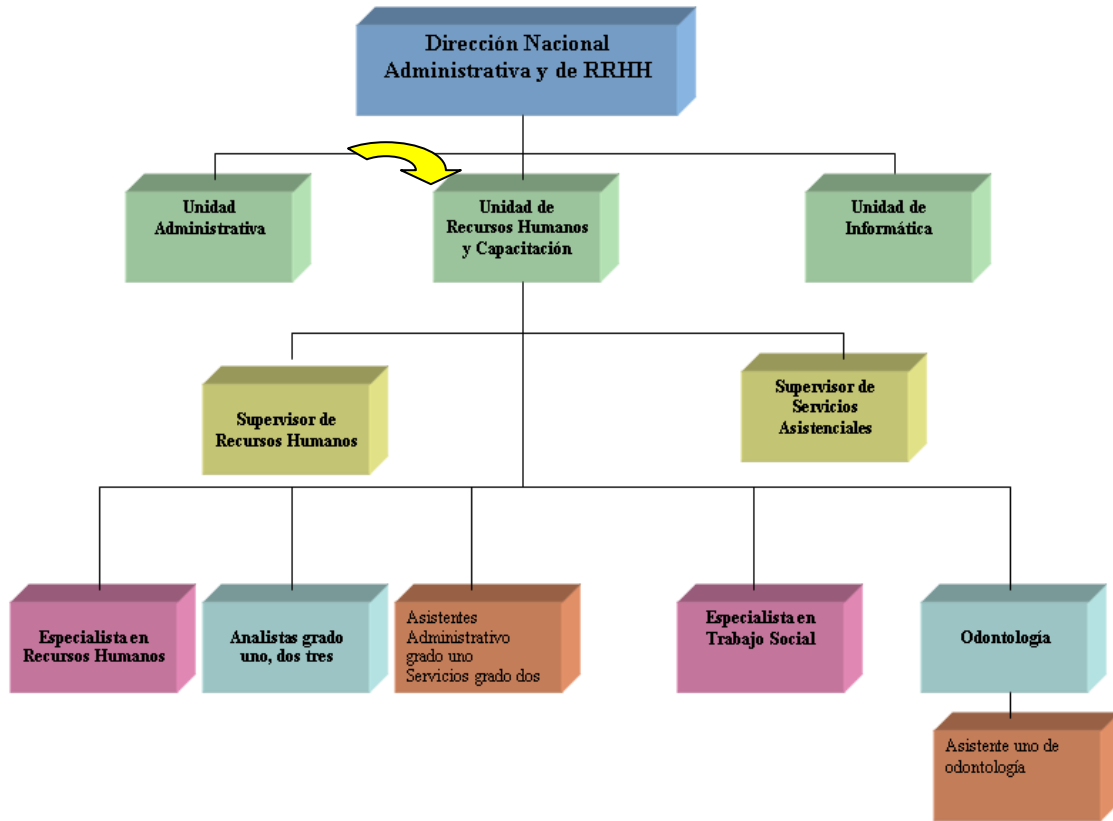 Dirección Nacional
Administrativa y de RRHH
Unidad
Administrativa
Unidad de
Recursos Humanos
y Capacitación
Unidad de
Informática
Supervisor de
Recursos Humanos
Supervisor de
Servicios
Asistenciales
Especialista en
Recursos Humanos
Analistas grado
uno, dos tres
Asistentes
Administrativo
grado uno
Servicios grado dos
Especialista en
Trabajo Social
Odontología
Asistente uno de
odontología